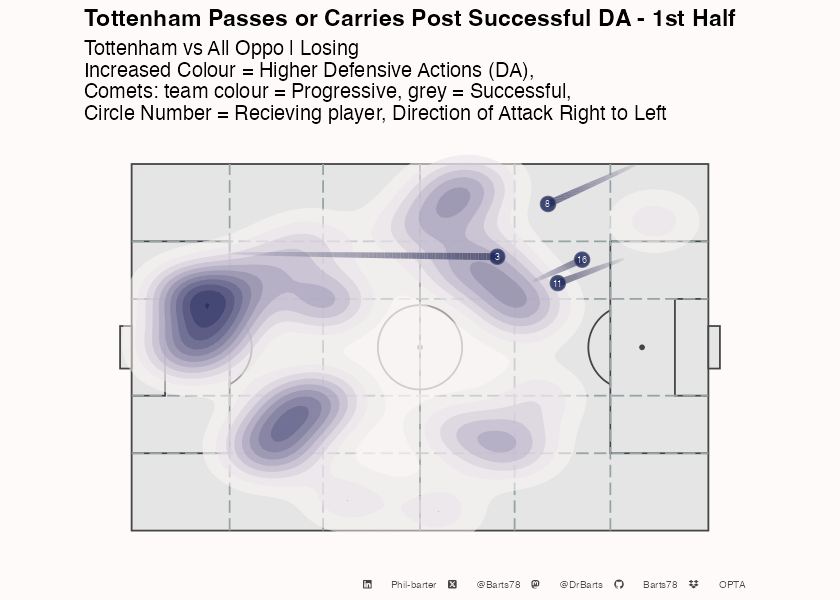 Tottenham Passes or Carries Post Successful DA - 1st Half
Tottenham vs All Oppo | Losing
Increased Colour = Higher Defensive Actions (DA),
Comets: team colour = Progressive, grey = Successful,
Circle Number = Recieving player, Direction of Attack Right to Left
8
3
16
11
Phil-barter @Barts78 @DrBarts Barts78 OPTA